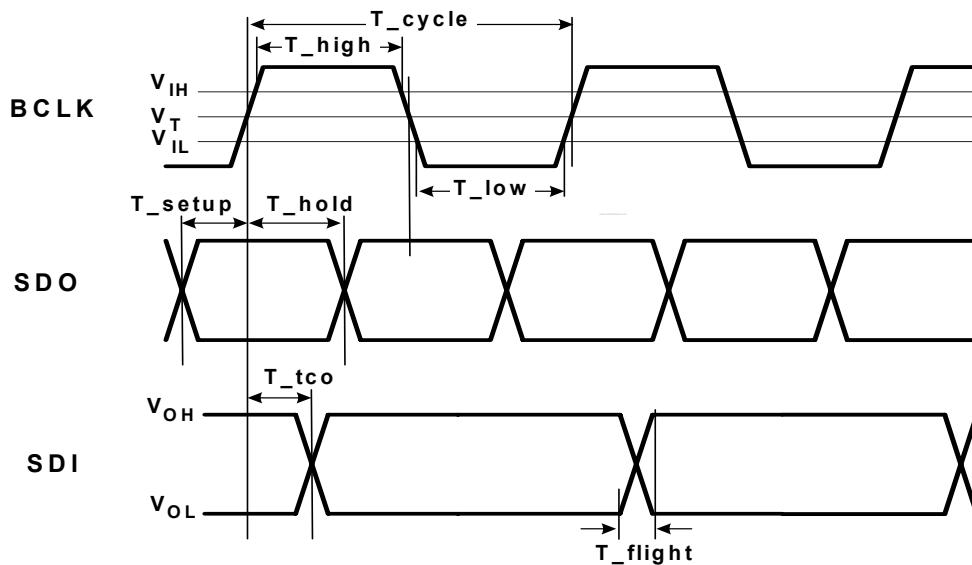 T_cycle
T_high
V_IH
BCLK
V_T
V_IL
T_low
T_setup
T_hold
SDO
T_tco
V_OH
SDI
V_OL
T_flight